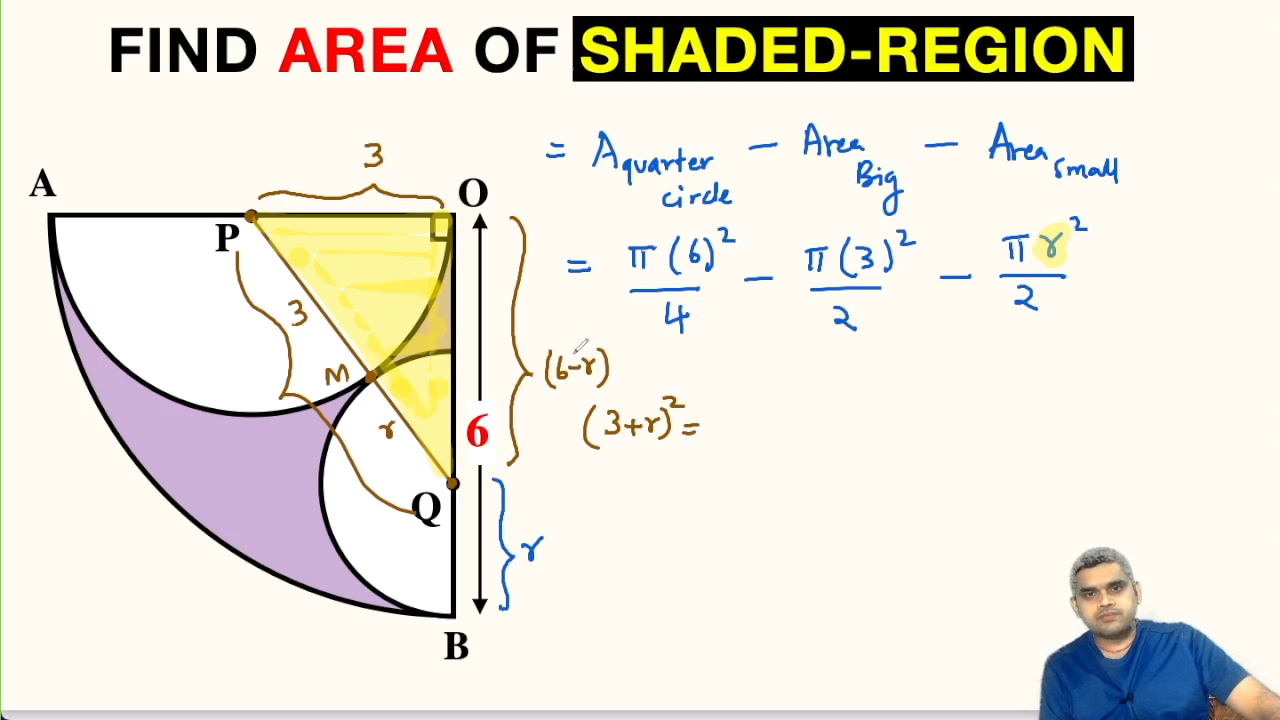 FIND AREA OF SHADED-REGION
= A quarter circle − Area Big − Area small
= π(6)²/4 − π(3)²/2 − πr²/2
3
A
O
P
3
M
(6−r)
(3+r)² =
r
6
Q
r
B